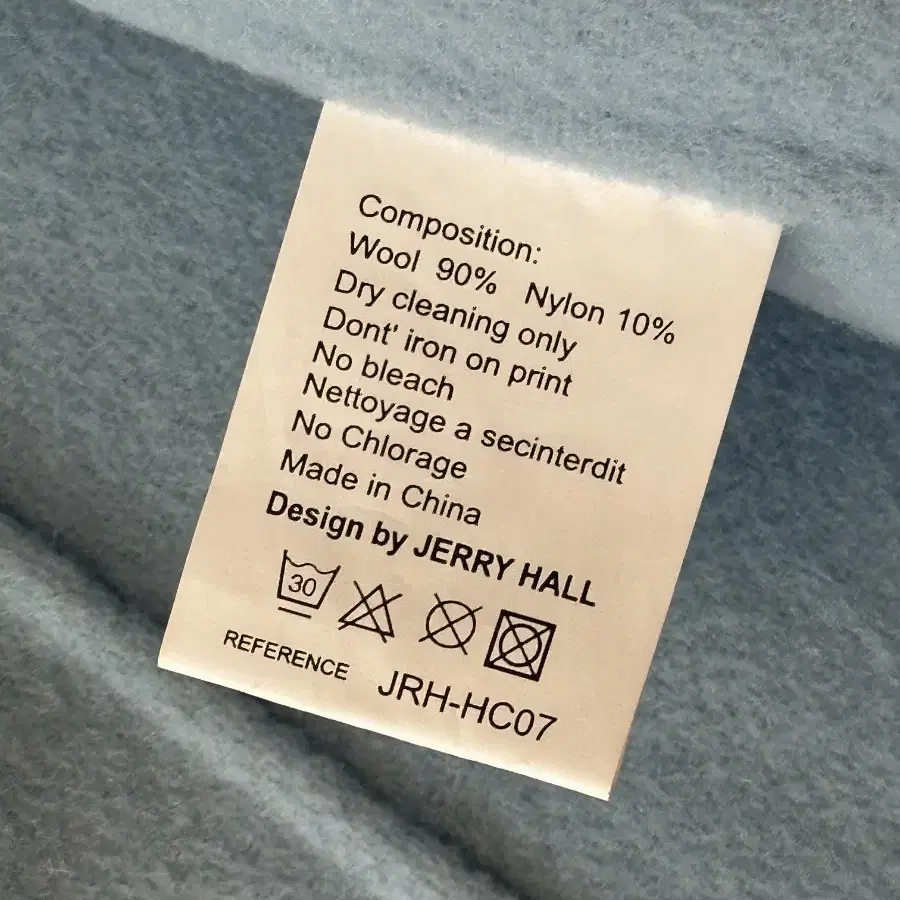 Composition:
Wool 90% Nylon 10%
Dry cleaning only
Dont' iron on print
No bleach
Nettoyage a secinterdit
No Chlorage
Made in China
Design by JERRY HALL
30
REFERENCE JRH-HC07